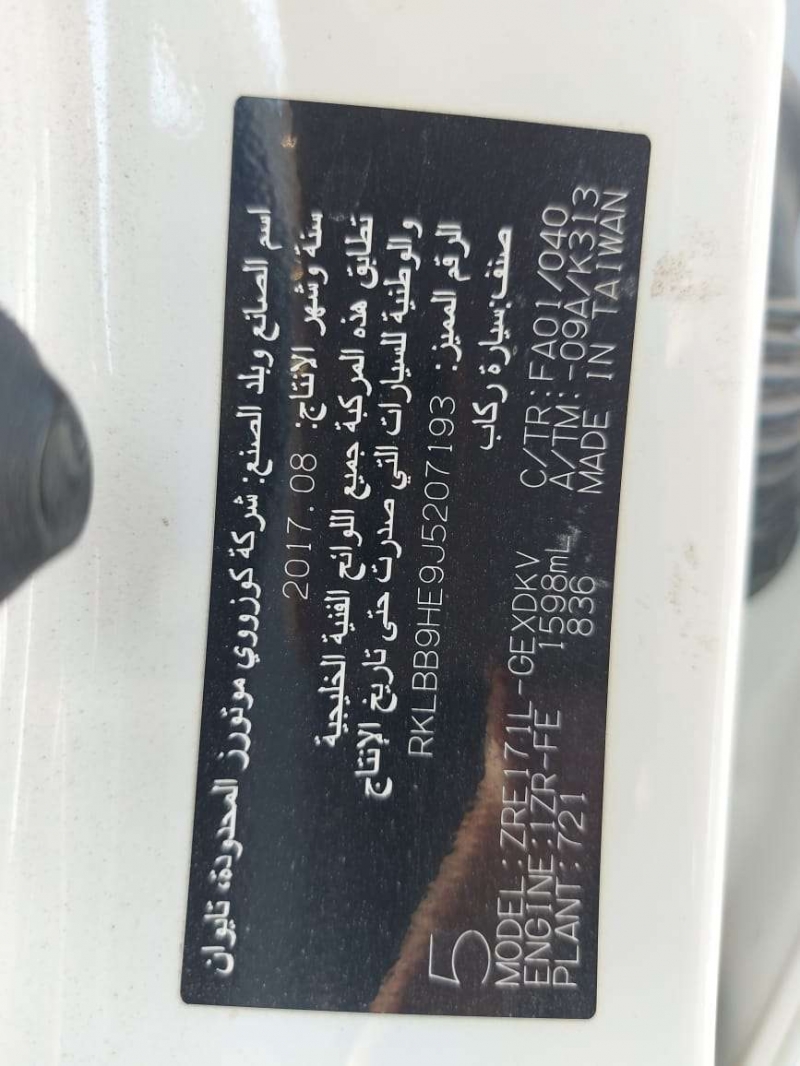 اسم الصانع وبلد الصنع: شركة كوزووي موتورز المحدودة، تايوان
سنة وشهر الإنتاج: 2017.08
تطابق هذه المركبة جميع اللوائح الفنية الخليجية
والوطنية للسيارات التي صدرت حتى تاريخ الإنتاج
الرقم المميز: RKLBB9HE9J5207193
صنف:سيارة ركاب
5
MODEL:ZRE171L-GEXDKV C/TR:FA01/040
ENGINE:1ZR-FE 1598mL A/TM:-09A/K313
PLANT:721 836 MADE IN TAIWAN